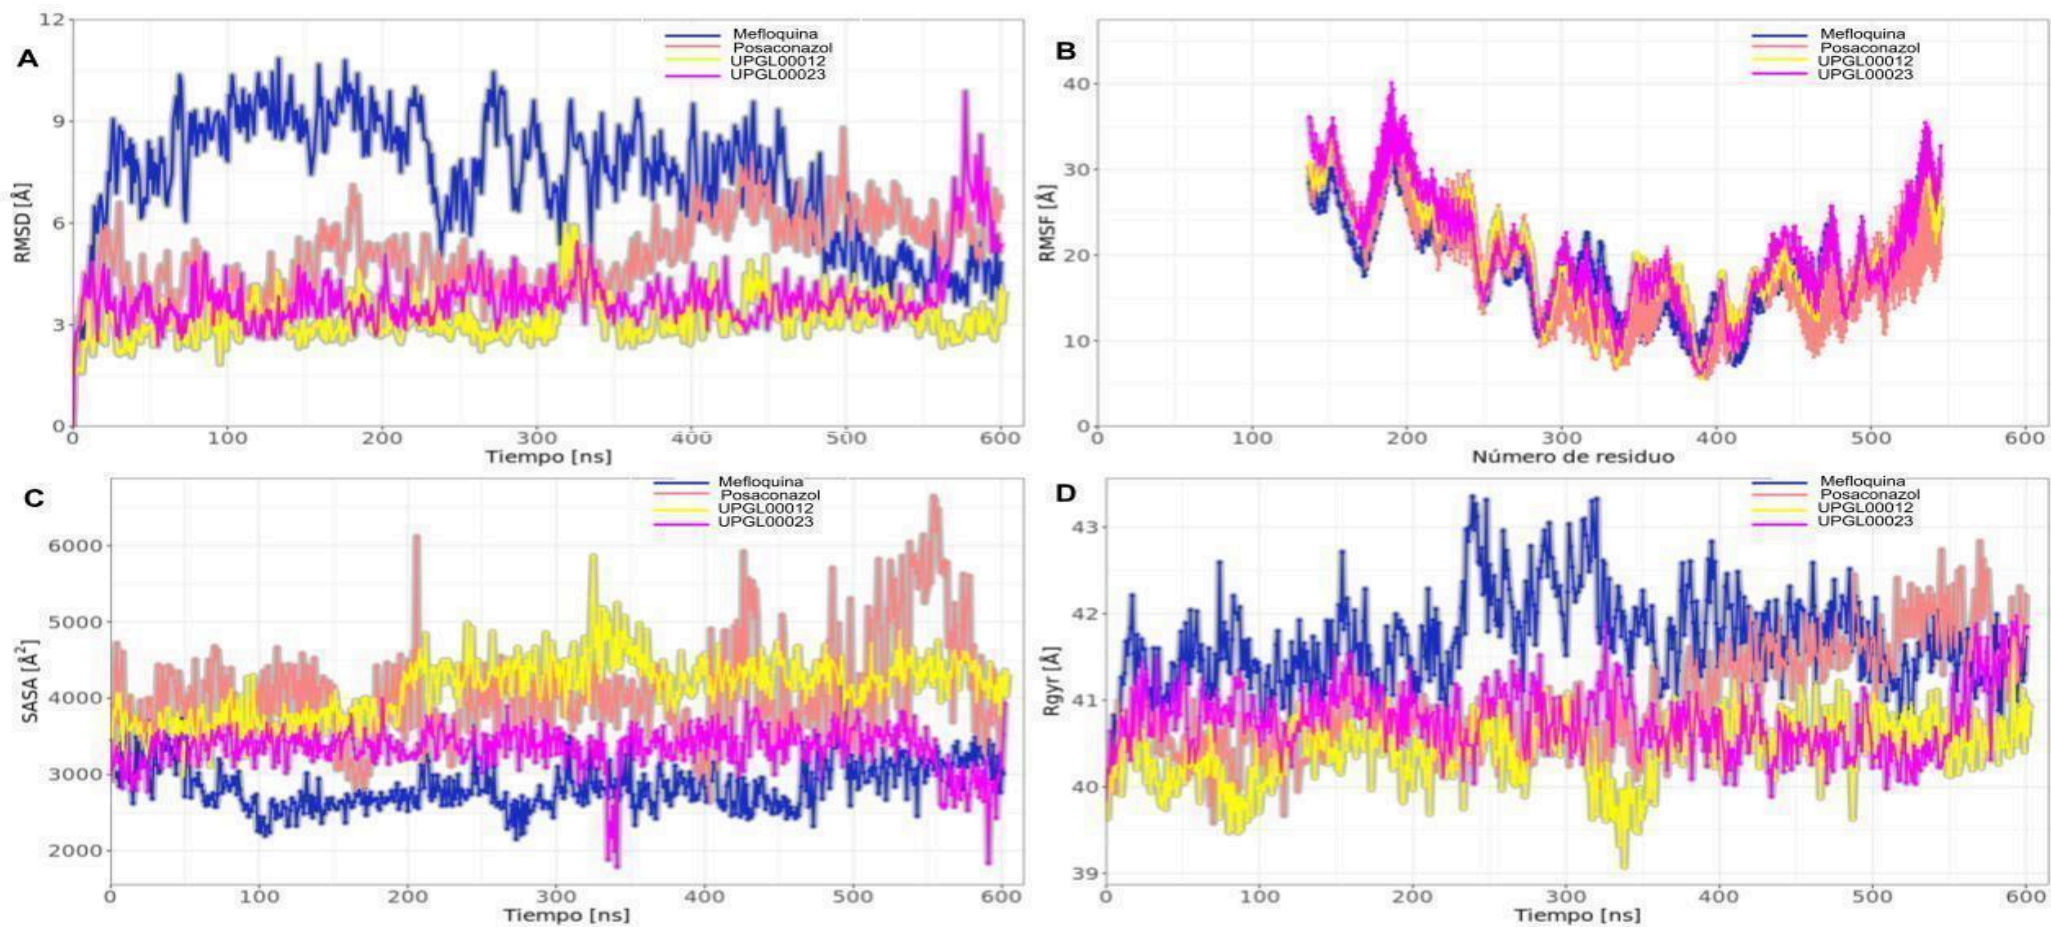 A
Mefloquina
Posaconazol
UPGL00012
UPGL00023
12
9
6
3
0
RMSD [Å]
0 100 200 300 400 500 600
Tiempo [ns]
B
Mefloquina
Posaconazol
UPGL00012
UPGL00023
40
30
20
10
0
RMSF [Å]
0 100 200 300 400 500 600
Número de residuo
C
Mefloquina
Posaconazol
UPGL00012
UPGL00023
6000
5000
4000
3000
2000
SASA [Å²]
0 100 200 300 400 500 600
Tiempo [ns]
D
Mefloquina
Posaconazol
UPGL00012
UPGL00023
43
42
41
40
39
Rgyr [Å]
0 100 200 300 400 500 600
Tiempo [ns]